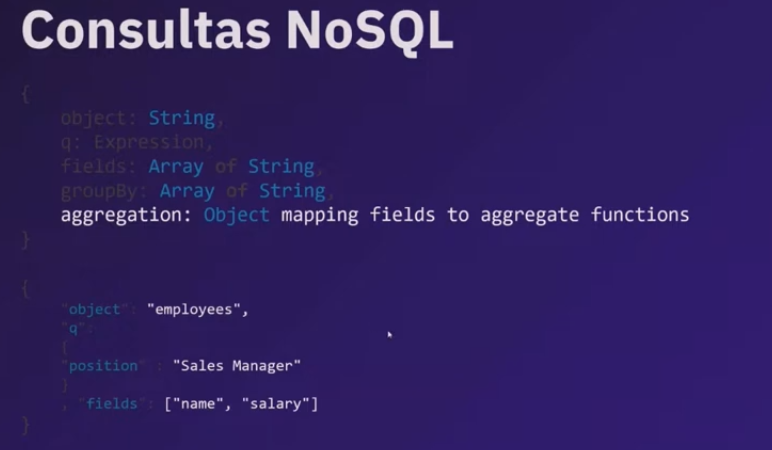 Consultas NoSQL
{
object: String,
q: Expression,
fields: Array of String,
groupBy: Array of String,
aggregation: Object mapping fields to aggregate functions
}
{
"object": "employees",
"q":
{
"position" : "Sales Manager"
}
, "fields": ["name", "salary"]
}